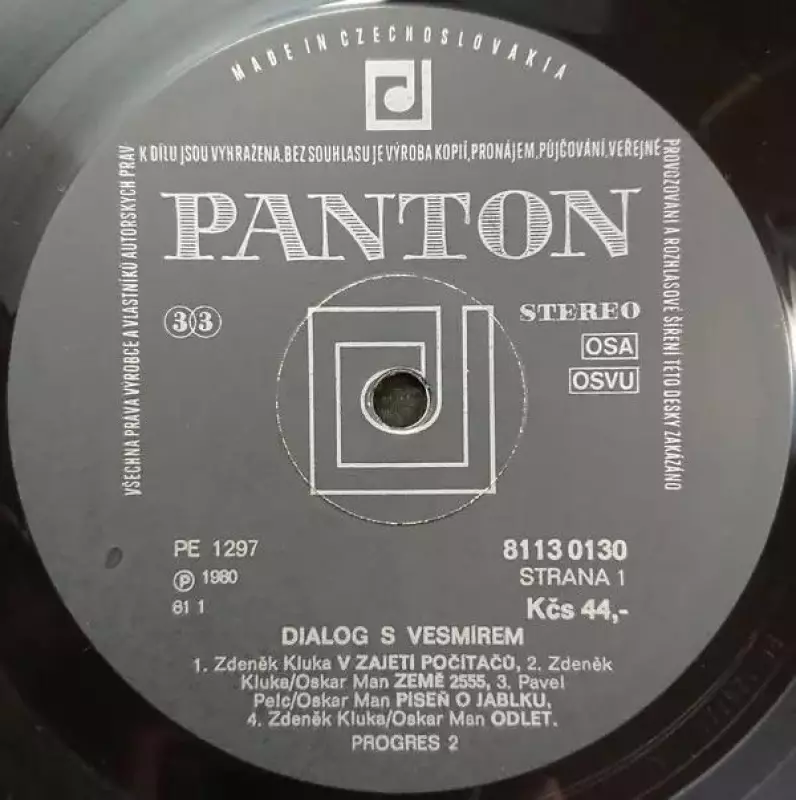 MADE IN CZECHOSLOVAKIA
VŠECHNA PRÁVA VÝROBCE A VLASTNÍKŮ AUTORSKÝCH PRÁV
K DÍLU JSOU VYHRAŽENA. BEZ SOUHLASU JE VÝROBA KOPIÍ, PRONÁJEM, PŮJČOVÁNÍ, VEŘEJNÉ
PROVOZOVÁNÍ A ROZHLASOVÉ ŠÍŘENÍ TÉTO DESKY ZAKÁZÁNO
PANTON
33
STEREO
OSA
OSVU
PE 1297
8113 0130
Ⓟ 1980
STRANA 1
81 1
Kčs 44,-
DIALOG S VESMÍREM
1. Zdeněk Kluka V ZAJETÍ POČÍTAČŮ, 2. Zdeněk
Kluka/Oskar Man ZEMĚ 2555, 3. Pavel
Pelc/Oskar Man PÍSEŇ O JABLKU,
4. Zdeněk Kluka/Oskar Man ODLET.
PROGRES 2